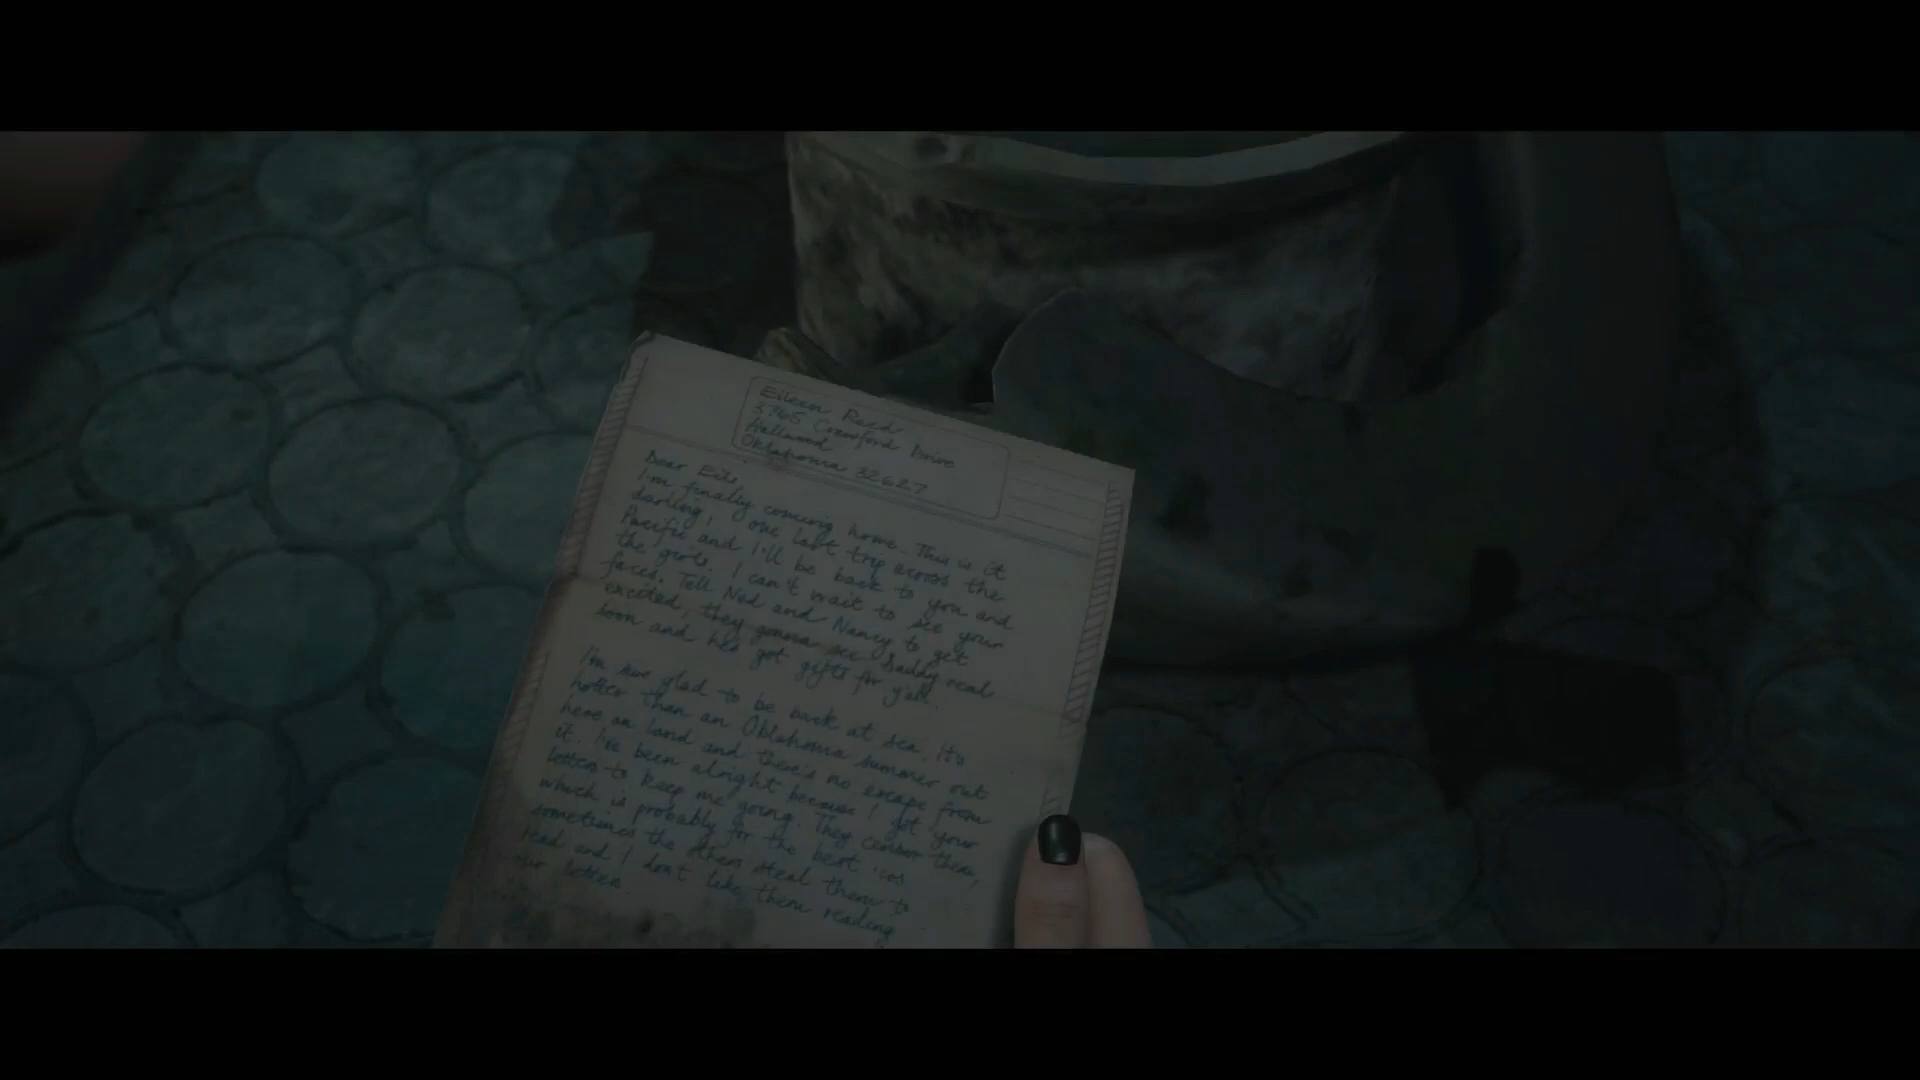 Eileen Reed
3765 Crawford Drive
Hallwood
Oklahoma 32627
Dear Eile
I'm finally coming home. This is it
darling, one last trip across the
Pacific and I'll be back to you and
the girls. I can't wait to see your
faces. Tell Ned and Nancy to get
excited, they gonna see Daddy real
soon and he's got gifts for y'all.
I'm sure glad to be back at sea. It's
hotter than an Oklahoma summer out
here on land and there's no escape from
it. I've been alright because I got your
letters to keep me going. They censor them,
which is probably for the best 'cos
sometimes the others steal them to
read and I don't like them reading
our letters